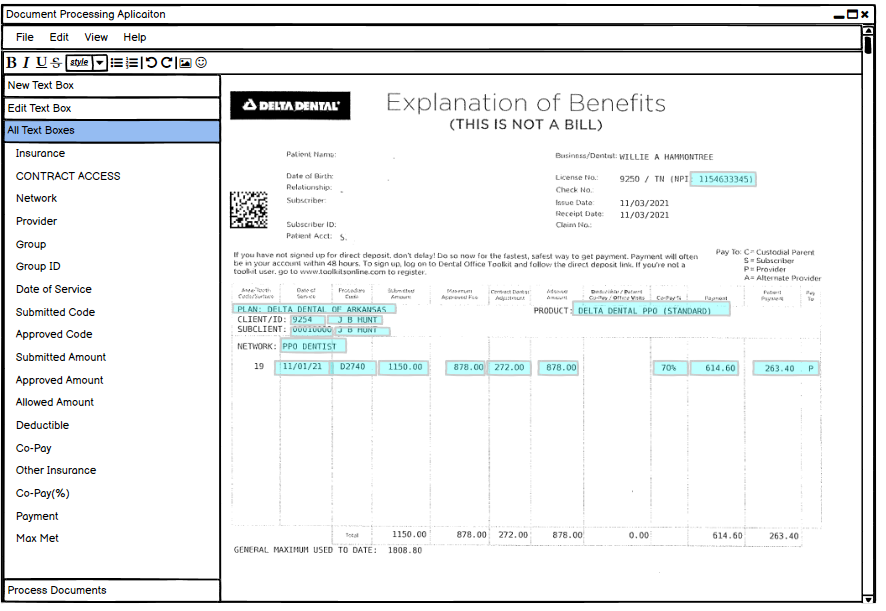 Document Processing Aplicaiton
File Edit View Help
B I U S style
New Text Box
Edit Text Box
All Text Boxes
Insurance
CONTRACT ACCESS
Network
Provider
Group
Group ID
Date of Service
Submitted Code
Approved Code
Submitted Amount
Approved Amount
Allowed Amount
Deductible
Co-Pay
Other Insurance
Co-Pay(%)
Payment
Max Met
Process Documents
DELTA DENTAL
Explanation of Benefits
(THIS IS NOT A BILL)
Patient Name:
Date of Birth:
Relationship:
Subscriber:
Subscriber ID:
Patient Acct: S.
Business/Dentist: WILLIE A HAMMONTREE
License No.: 9250 / TN (NPI 1154633345)
Check No.
Issue Date: 11/03/2021
Receipt Date: 11/03/2021
Claim No.:
If you have not signed up for direct deposit, don't delay! Do so now for the fastest, safest way to get payment. Payment will often
be in your account within 48 hours. To sign up, log on to Dental Office Toolkit and follow the direct deposit link. If you're not a
toolkit user, go to www.toolkitsonline.com to register.
Pay To: C= Custodial Parent
S= Subscriber
P= Provider
A= Alternate Provider
Area/Tooth Code/Surface Date of Service Procedure Code Submitted Amount Maximum Approved Fee Contract Dentist Adjustment Allowed Amount Deductible / Patient Co-Pay / Office Visits Co-Pay % Payment Patient Payment Pay To
PLAN: DELTA DENTAL OF ARKANSAS
PRODUCT: DELTA DENTAL PPO (STANDARD)
CLIENT/ID: 9254 J B HUNT
SUBCLIENT: 00010000 J B HUNT
NETWORK: PPO DENTIST
19 11/01/21 D2740 1150.00 878.00 272.00 878.00 70% 614.60 263.40 P
Total 1150.00 878.00 272.00 878.00 0.00 614.60 263.40
GENERAL MAXIMUM USED TO DATE: 1808.80